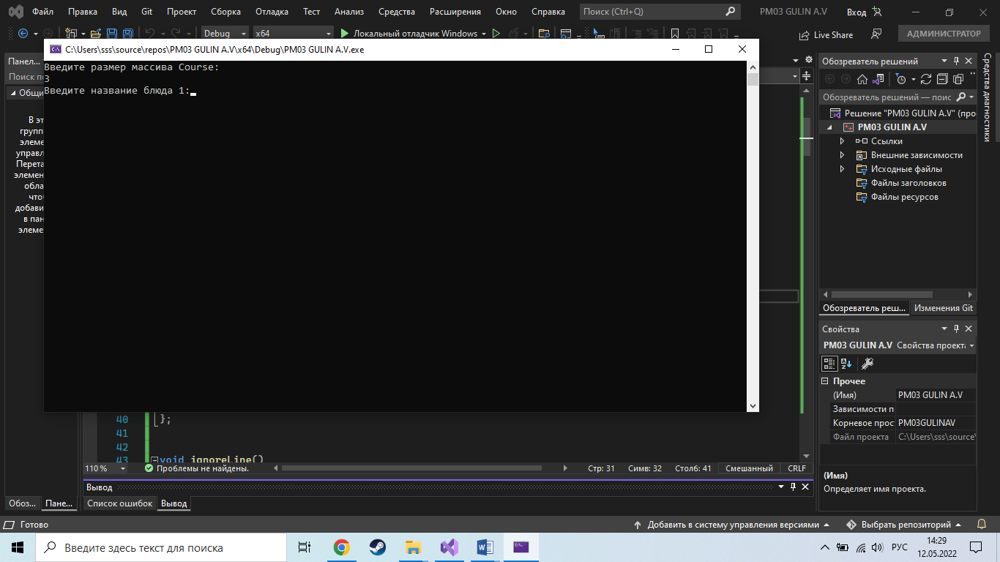 Файл Правка Вид Git Проект Сборка Отладка Тест Анализ Средства Расширения Окно Справка Поиск (Ctrl+Q) PM03 GULIN A.V Вход
Debug x64 Локальный отладчик Windows Live Share АДМИНИСТРАТОР
C:\Users\sss\source\repos\PM03 GULIN A.V\x64\Debug\PM03 GULIN A.V.exe
Введите размер массива Course:
3
Введите название блюда 1:
Панел...
Поиск по
Общи
В эт
групп
элеме
управл
Перета
элемен
обла
чтоб
добави
в пан
элеме
Обозреватель решений
Обозреватель решений — поис
Решение "PM03 GULIN A.V" (про
PM03 GULIN A.V
Ссылки
Внешние зависимости
Исходные файлы
Файлы заголовков
Файлы ресурсов
Средства диагностики
Обозреватель реш... Изменения Git
Свойства
PM03 GULIN A.V Свойства проекта
Прочее
(Имя) PM03 GULIN A.V
Зависимости п
Корневое прос PM03GULINAV
Файл проекта C:\Users\sss\source\
(Имя)
Определяет имя проекта.
40 };
41
42
43 void ignoreLine()
110 % Проблемы не найдены. Стр: 31 Симв: 32 Столб: 41 Смешанный CRLF
Вывод
Обоз... Пане... Список ошибок Вывод
Готово Добавить в систему управления версиями Выбрать репозиторий
Введите здесь текст для поиска РУС 14:29
12.05.2022